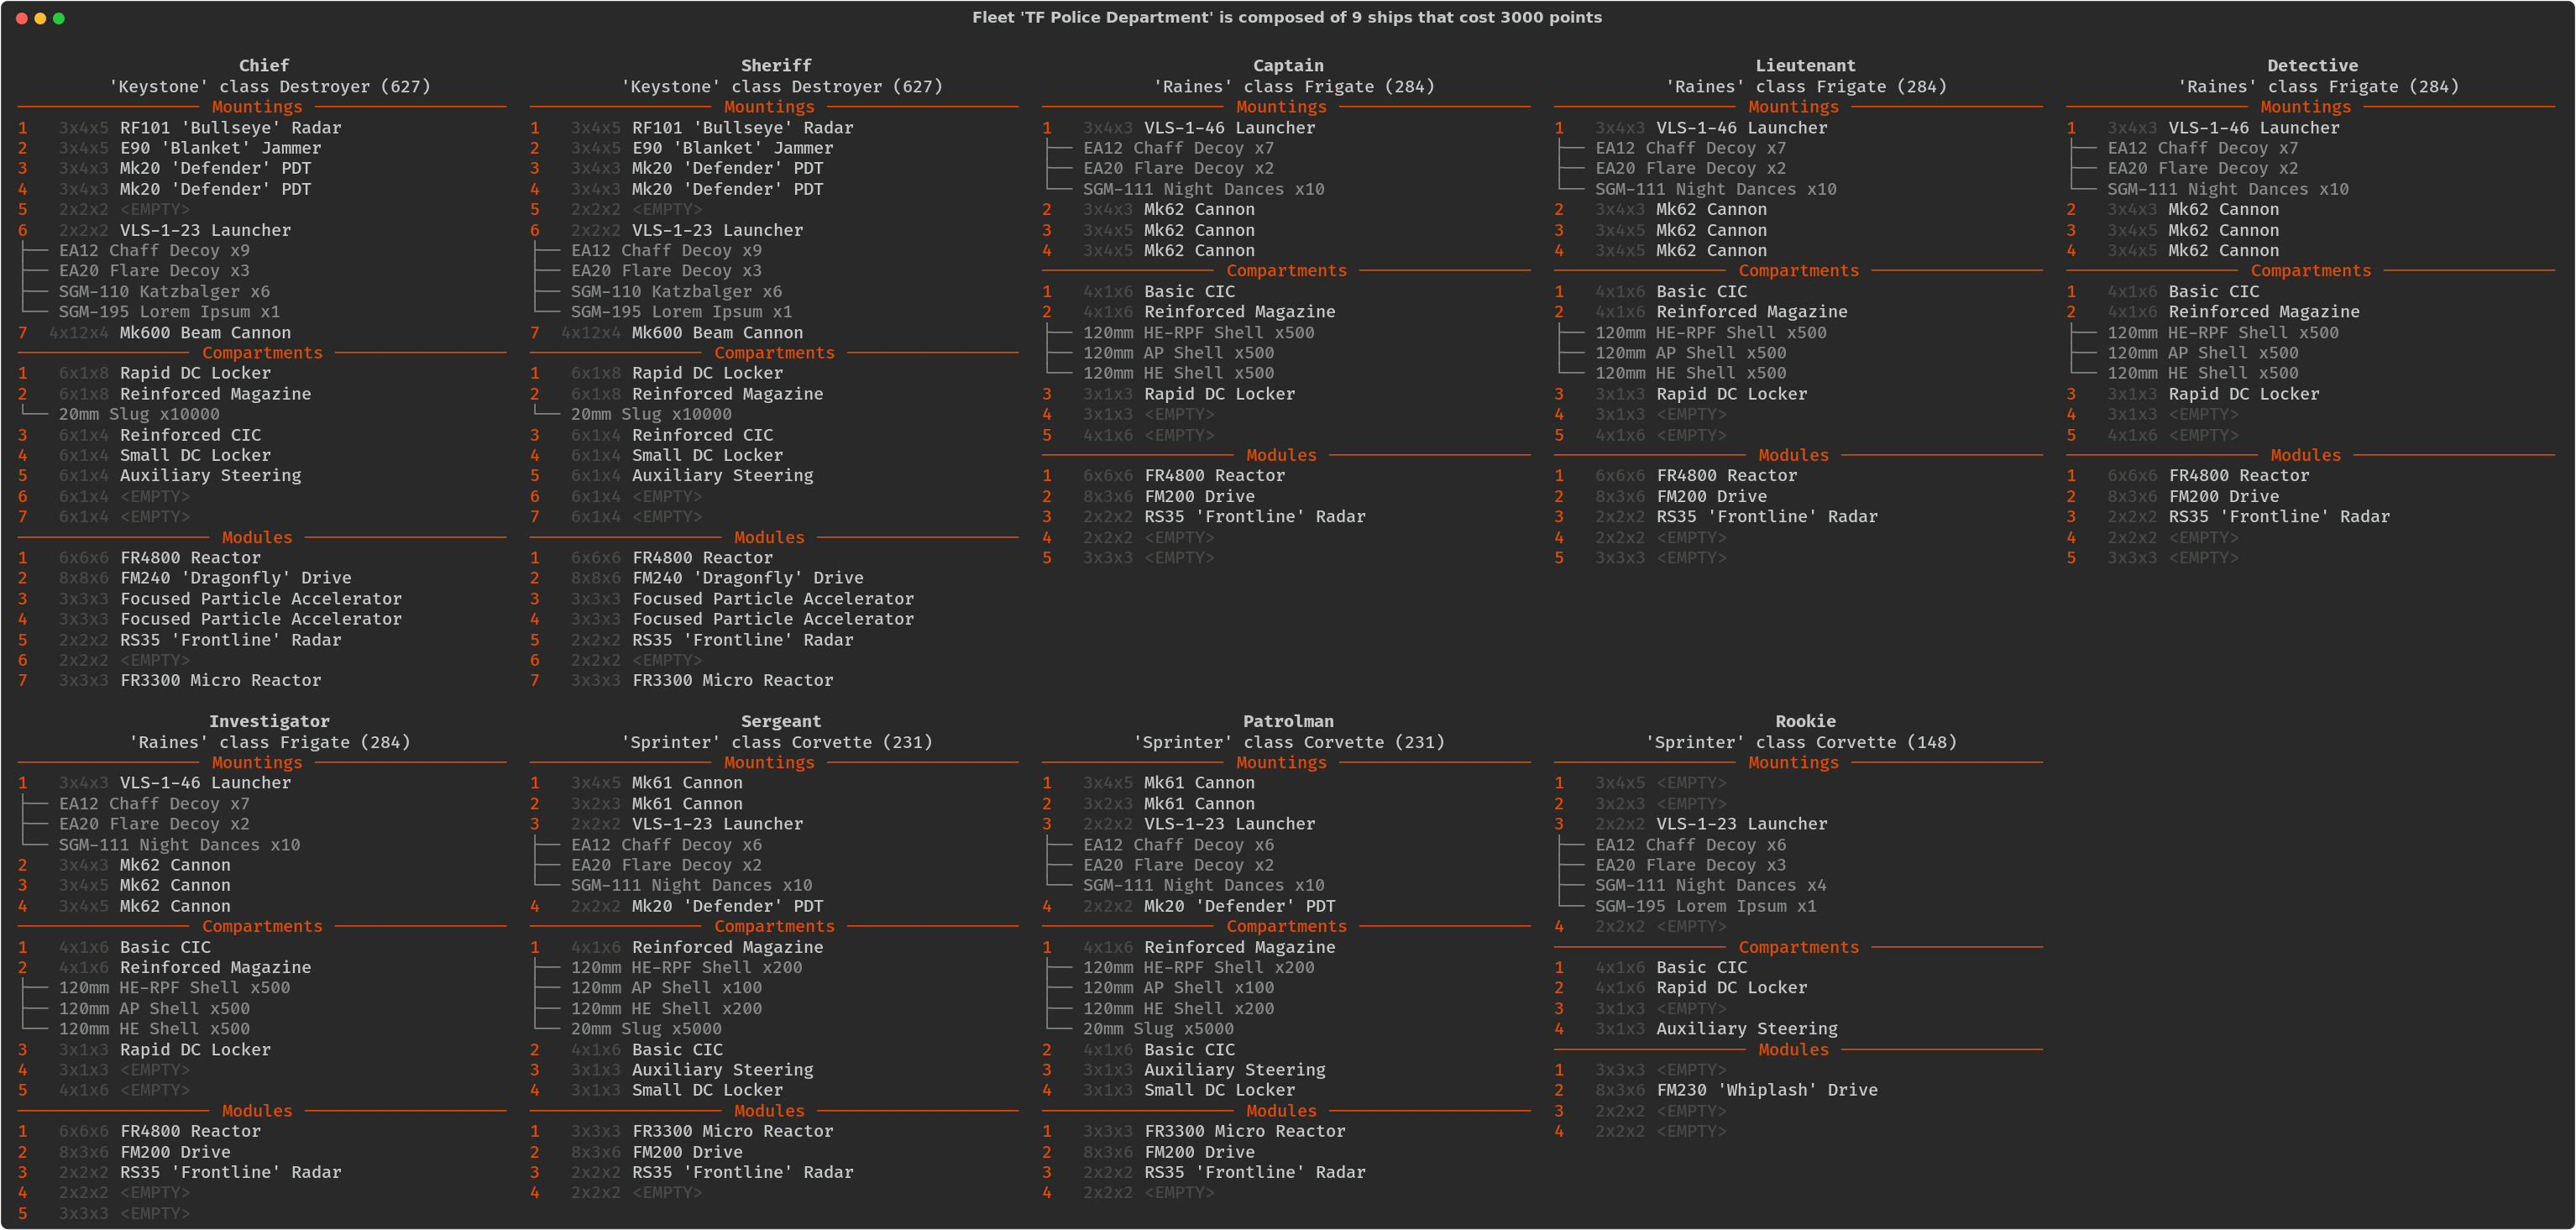 Fleet 'TF Police Department' is composed of 9 ships that cost 3000 points
Chief
'Keystone' class Destroyer (627)
Mountings
1 3x4x5 RF101 'Bullseye' Radar
2 3x4x5 E90 'Blanket' Jammer
3 3x4x3 Mk20 'Defender' PDT
4 3x4x3 Mk20 'Defender' PDT
5 2x2x2 <EMPTY>
6 2x2x2 VLS-1-23 Launcher
├── EA12 Chaff Decoy x9
├── EA20 Flare Decoy x3
├── SGM-110 Katzbalger x6
└── SGM-195 Lorem Ipsum x1
7 4x12x4 Mk600 Beam Cannon
Compartments
1 6x1x8 Rapid DC Locker
2 6x1x8 Reinforced Magazine
└── 20mm Slug x10000
3 6x1x4 Reinforced CIC
4 6x1x4 Small DC Locker
5 6x1x4 Auxiliary Steering
6 6x1x4 <EMPTY>
7 6x1x4 <EMPTY>
Modules
1 6x6x6 FR4800 Reactor
2 8x8x6 FM240 'Dragonfly' Drive
3 3x3x3 Focused Particle Accelerator
4 3x3x3 Focused Particle Accelerator
5 2x2x2 RS35 'Frontline' Radar
6 2x2x2 <EMPTY>
7 3x3x3 FR3300 Micro Reactor
Sheriff
'Keystone' class Destroyer (627)
Mountings
1 3x4x5 RF101 'Bullseye' Radar
2 3x4x5 E90 'Blanket' Jammer
3 3x4x3 Mk20 'Defender' PDT
4 3x4x3 Mk20 'Defender' PDT
5 2x2x2 <EMPTY>
6 2x2x2 VLS-1-23 Launcher
├── EA12 Chaff Decoy x9
├── EA20 Flare Decoy x3
├── SGM-110 Katzbalger x6
└── SGM-195 Lorem Ipsum x1
7 4x12x4 Mk600 Beam Cannon
Compartments
1 6x1x8 Rapid DC Locker
2 6x1x8 Reinforced Magazine
└── 20mm Slug x10000
3 6x1x4 Reinforced CIC
4 6x1x4 Small DC Locker
5 6x1x4 Auxiliary Steering
6 6x1x4 <EMPTY>
7 6x1x4 <EMPTY>
Modules
1 6x6x6 FR4800 Reactor
2 8x8x6 FM240 'Dragonfly' Drive
3 3x3x3 Focused Particle Accelerator
4 3x3x3 Focused Particle Accelerator
5 2x2x2 RS35 'Frontline' Radar
6 2x2x2 <EMPTY>
7 3x3x3 FR3300 Micro Reactor
Captain
'Raines' class Frigate (284)
Mountings
1 3x4x3 VLS-1-46 Launcher
├── EA12 Chaff Decoy x7
├── EA20 Flare Decoy x2
└── SGM-111 Night Dances x10
2 3x4x3 Mk62 Cannon
3 3x4x5 Mk62 Cannon
4 3x4x5 Mk62 Cannon
Compartments
1 4x1x6 Basic CIC
2 4x1x6 Reinforced Magazine
├── 120mm HE-RPF Shell x500
├── 120mm AP Shell x500
└── 120mm HE Shell x500
3 3x1x3 Rapid DC Locker
4 3x1x3 <EMPTY>
5 4x1x6 <EMPTY>
Modules
1 6x6x6 FR4800 Reactor
2 8x3x6 FM200 Drive
3 2x2x2 RS35 'Frontline' Radar
4 2x2x2 <EMPTY>
5 3x3x3 <EMPTY>
Lieutenant
'Raines' class Frigate (284)
Mountings
1 3x4x3 VLS-1-46 Launcher
├── EA12 Chaff Decoy x7
├── EA20 Flare Decoy x2
└── SGM-111 Night Dances x10
2 3x4x3 Mk62 Cannon
3 3x4x5 Mk62 Cannon
4 3x4x5 Mk62 Cannon
Compartments
1 4x1x6 Basic CIC
2 4x1x6 Reinforced Magazine
├── 120mm HE-RPF Shell x500
├── 120mm AP Shell x500
└── 120mm HE Shell x500
3 3x1x3 Rapid DC Locker
4 3x1x3 <EMPTY>
5 4x1x6 <EMPTY>
Modules
1 6x6x6 FR4800 Reactor
2 8x3x6 FM200 Drive
3 2x2x2 RS35 'Frontline' Radar
4 2x2x2 <EMPTY>
5 3x3x3 <EMPTY>
Detective
'Raines' class Frigate (284)
Mountings
1 3x4x3 VLS-1-46 Launcher
├── EA12 Chaff Decoy x7
├── EA20 Flare Decoy x2
└── SGM-111 Night Dances x10
2 3x4x3 Mk62 Cannon
3 3x4x5 Mk62 Cannon
4 3x4x5 Mk62 Cannon
Compartments
1 4x1x6 Basic CIC
2 4x1x6 Reinforced Magazine
├── 120mm HE-RPF Shell x500
├── 120mm AP Shell x500
└── 120mm HE Shell x500
3 3x1x3 Rapid DC Locker
4 3x1x3 <EMPTY>
5 4x1x6 <EMPTY>
Modules
1 6x6x6 FR4800 Reactor
2 8x3x6 FM200 Drive
3 2x2x2 RS35 'Frontline' Radar
4 2x2x2 <EMPTY>
5 3x3x3 <EMPTY>
Investigator
'Raines' class Frigate (284)
Mountings
1 3x4x3 VLS-1-46 Launcher
├── EA12 Chaff Decoy x7
├── EA20 Flare Decoy x2
└── SGM-111 Night Dances x10
2 3x4x3 Mk62 Cannon
3 3x4x5 Mk62 Cannon
4 3x4x5 Mk62 Cannon
Compartments
1 4x1x6 Basic CIC
2 4x1x6 Reinforced Magazine
├── 120mm HE-RPF Shell x500
├── 120mm AP Shell x500
└── 120mm HE Shell x500
3 3x1x3 Rapid DC Locker
4 3x1x3 <EMPTY>
5 4x1x6 <EMPTY>
Modules
1 6x6x6 FR4800 Reactor
2 8x3x6 FM200 Drive
3 2x2x2 RS35 'Frontline' Radar
4 2x2x2 <EMPTY>
5 3x3x3 <EMPTY>
Sergeant
'Sprinter' class Corvette (231)
Mountings
1 3x4x5 Mk61 Cannon
2 3x2x3 Mk61 Cannon
3 2x2x2 VLS-1-23 Launcher
├── EA12 Chaff Decoy x6
├── EA20 Flare Decoy x2
└── SGM-111 Night Dances x10
4 2x2x2 Mk20 'Defender' PDT
Compartments
1 4x1x6 Reinforced Magazine
├── 120mm HE-RPF Shell x200
├── 120mm AP Shell x100
├── 120mm HE Shell x200
└── 20mm Slug x5000
2 4x1x6 Basic CIC
3 3x1x3 Auxiliary Steering
4 3x1x3 Small DC Locker
Modules
1 3x3x3 FR3300 Micro Reactor
2 8x3x6 FM200 Drive
3 2x2x2 RS35 'Frontline' Radar
4 2x2x2 <EMPTY>
Patrolman
'Sprinter' class Corvette (231)
Mountings
1 3x4x5 Mk61 Cannon
2 3x2x3 Mk61 Cannon
3 2x2x2 VLS-1-23 Launcher
├── EA12 Chaff Decoy x6
├── EA20 Flare Decoy x2
└── SGM-111 Night Dances x10
4 2x2x2 Mk20 'Defender' PDT
Compartments
1 4x1x6 Reinforced Magazine
├── 120mm HE-RPF Shell x200
├── 120mm AP Shell x100
├── 120mm HE Shell x200
└── 20mm Slug x5000
2 4x1x6 Basic CIC
3 3x1x3 Auxiliary Steering
4 3x1x3 Small DC Locker
Modules
1 3x3x3 FR3300 Micro Reactor
2 8x3x6 FM200 Drive
3 2x2x2 RS35 'Frontline' Radar
4 2x2x2 <EMPTY>
Rookie
'Sprinter' class Corvette (148)
Mountings
1 3x4x5 <EMPTY>
2 3x2x3 <EMPTY>
3 2x2x2 VLS-1-23 Launcher
├── EA12 Chaff Decoy x6
├── EA20 Flare Decoy x3
├── SGM-111 Night Dances x4
└── SGM-195 Lorem Ipsum x1
4 2x2x2 <EMPTY>
Compartments
1 4x1x6 Basic CIC
2 4x1x6 Rapid DC Locker
3 3x1x3 <EMPTY>
4 3x1x3 Auxiliary Steering
Modules
1 3x3x3 <EMPTY>
2 8x3x6 FM230 'Whiplash' Drive
3 2x2x2 <EMPTY>
4 2x2x2 <EMPTY>